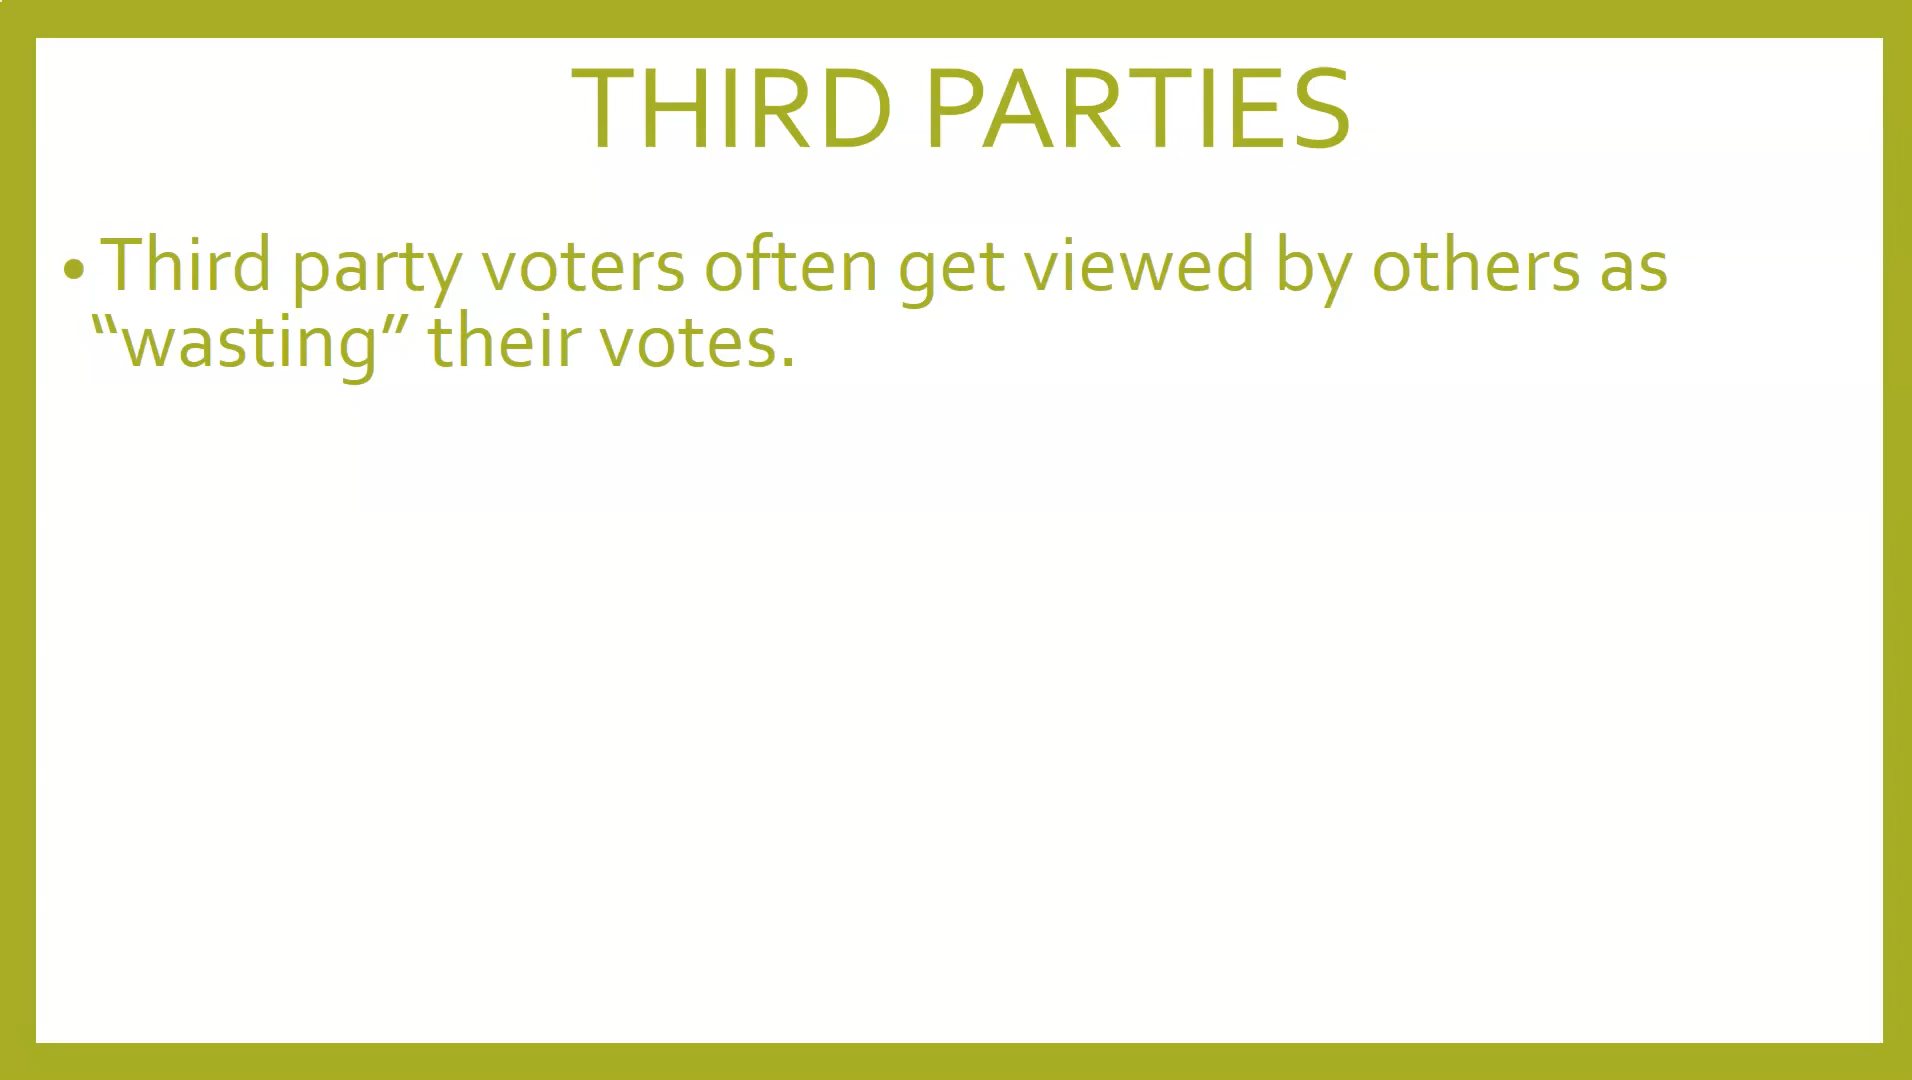 THIRD PARTIES
• Third party voters often get viewed by others as
“wasting” their votes.